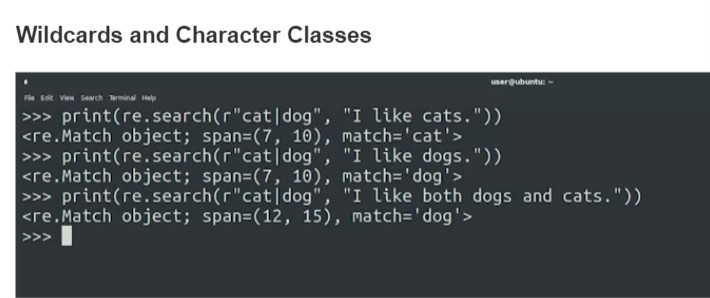 Wildcards and Character Classes
user@ubuntu: ~
File Edit View Search Terminal Help
>>> print(re.search(r"cat|dog", "I like cats."))
<re.Match object; span=(7, 10), match='cat'>
>>> print(re.search(r"cat|dog", "I like dogs."))
<re.Match object; span=(7, 10), match='dog'>
>>> print(re.search(r"cat|dog", "I like both dogs and cats."))
<re.Match object; span=(12, 15), match='dog'>
>>>